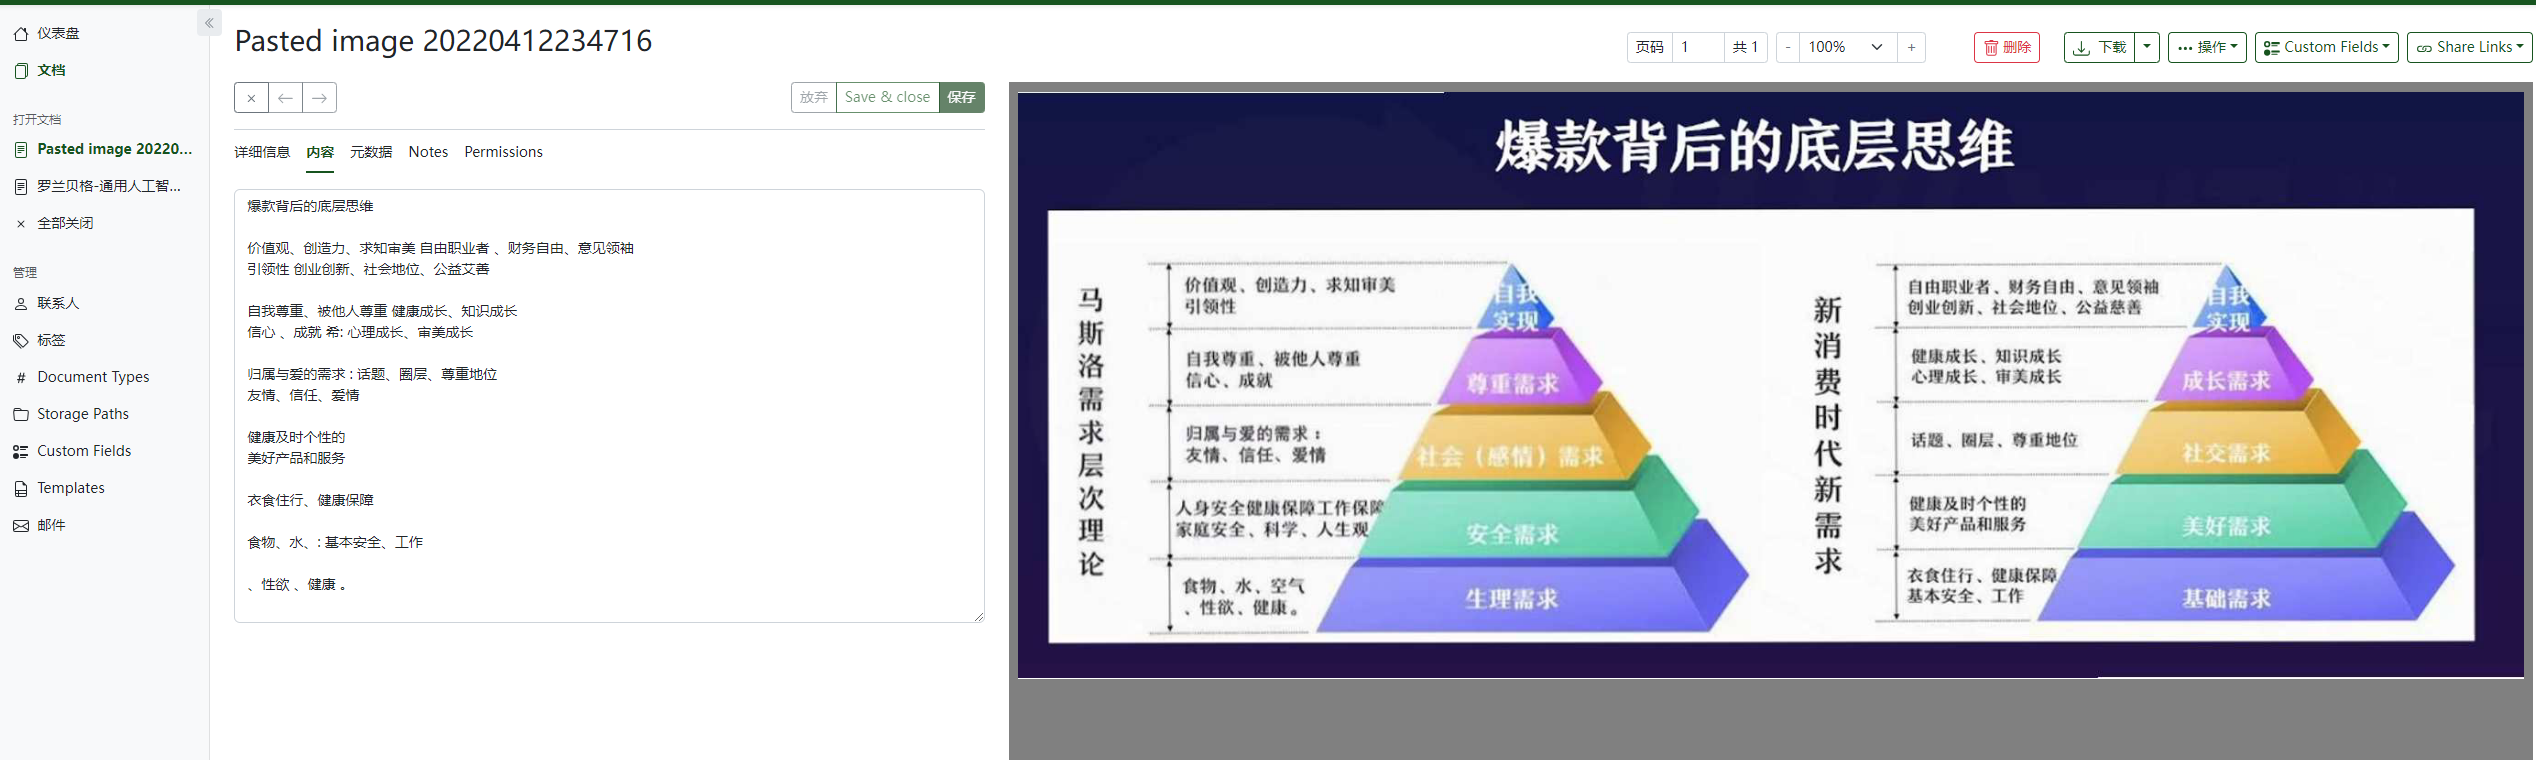 仪表盘
文档
打开文档
Pasted image 20220...
罗兰贝格-通用人工智...
全部关闭
管理
联系人
标签
# Document Types
Storage Paths
Custom Fields
Templates
邮件
Pasted image 20220412234716
放弃 Save & close 保存
详细信息 内容 元数据 Notes Permissions
爆款背后的底层思维
价值观、创造力、求知审美 自由职业者 、财务自由、意见领袖
引领性 创业创新、社会地位、公益艾善
自我尊重、被他人尊重 健康成长、知识成长
信心 、成就 希: 心理成长、审美成长
归属与爱的需求 : 话题、圈层、尊重地位
友情、信任、爱情
健康及时个性的
美好产品和服务
衣食住行、健康保障
食物、水、: 基本安全、工作
、性欲 、健康 。
页码 1 共 1 - 100% +
删除 下载 操作 Custom Fields Share Links
爆款背后的底层思维
马斯洛需求层次理论
价值观、创造力、求知审美
引领性
自我尊重、被他人尊重
信心、成就
归属与爱的需求：
友情、信任、爱情
人身安全健康保障工作保障
家庭安全、科学、人生观
食物、水、空气
、性欲、健康。
自我
实现
尊重需求
社会（感情）需求
安全需求
生理需求
新消费时代新需求
自由职业者、财务自由、意见领袖
创业创新、社会地位、公益慈善
健康成长、知识成长
心理成长、审美成长
话题、圈层、尊重地位
健康及时个性的
美好产品和服务
衣食住行、健康保障
基本安全、工作
自我
实现
成长需求
社交需求
美好需求
基础需求